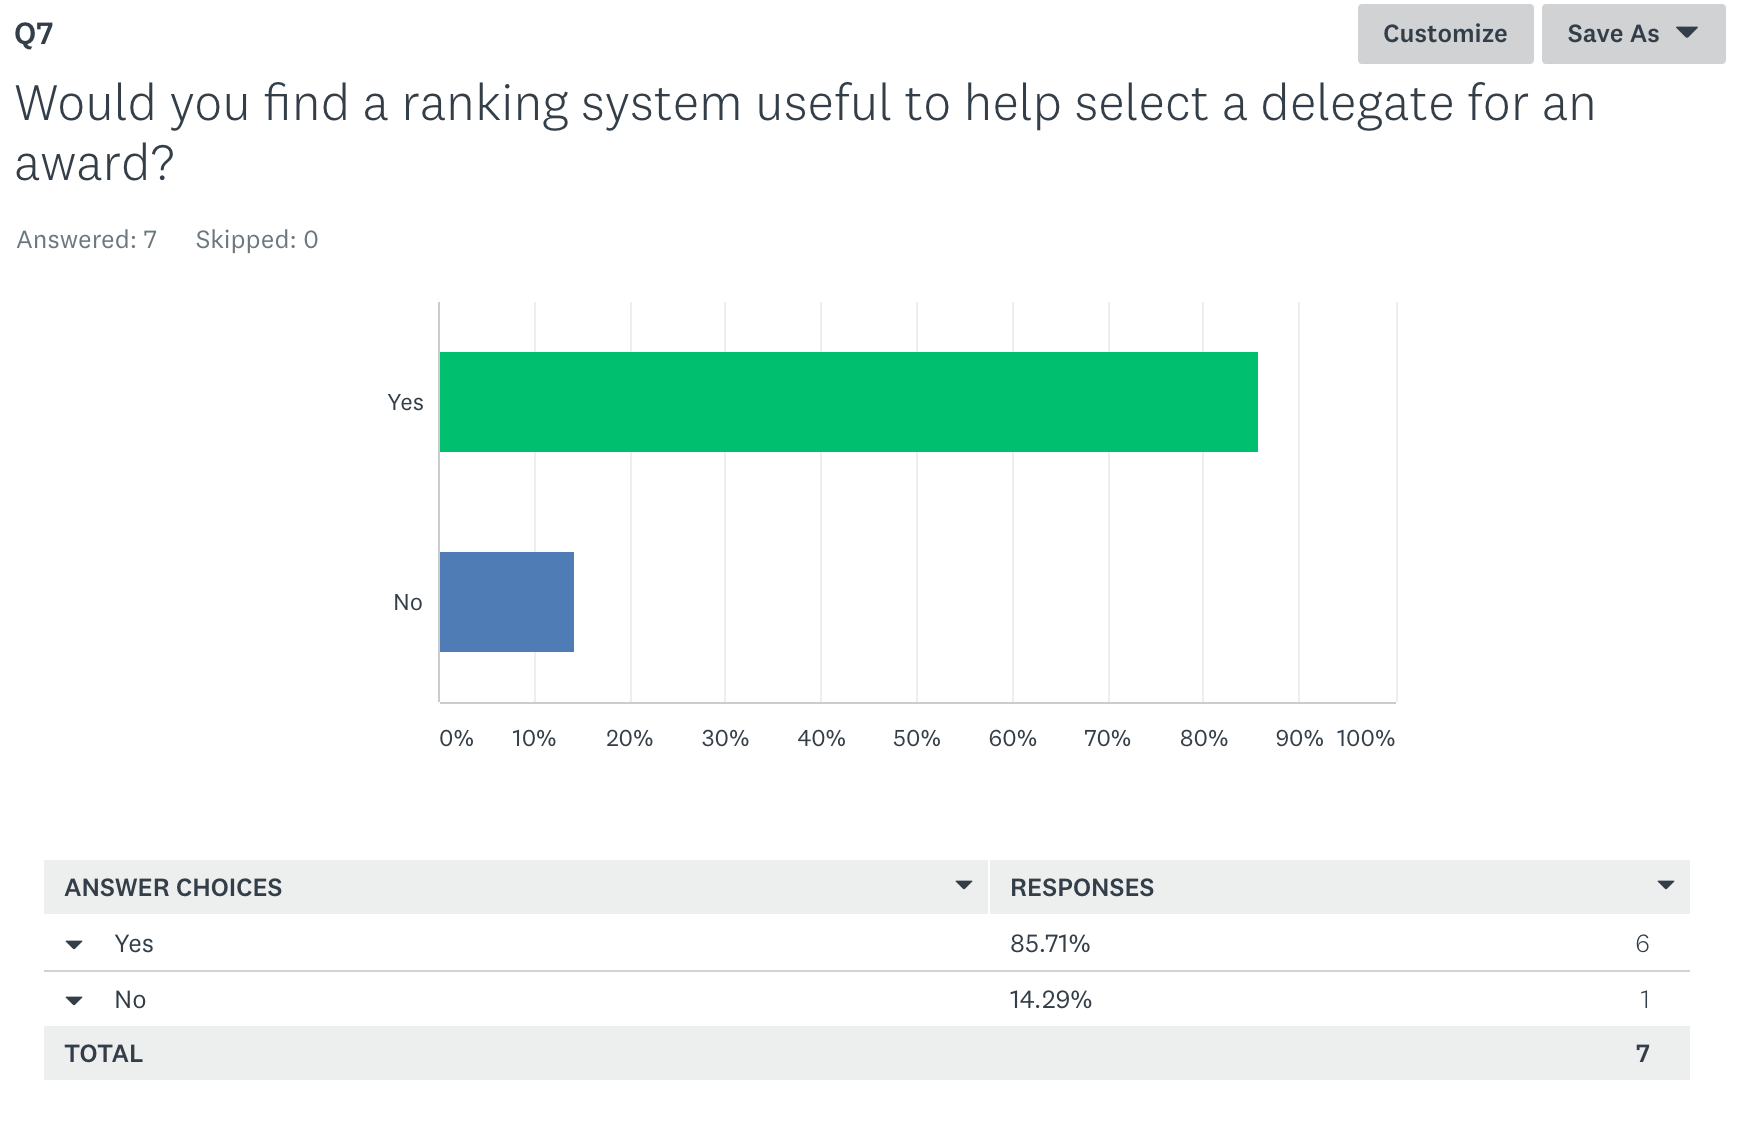 Q7
Customize
Save As
Would you find a ranking system useful to help select a delegate for an
award?
Answered: 7 Skipped: 0
Yes
No
0% 10% 20% 30% 40% 50% 60% 70% 80% 90% 100%
ANSWER CHOICES RESPONSES
Yes 85.71% 6
No 14.29% 1
TOTAL 7